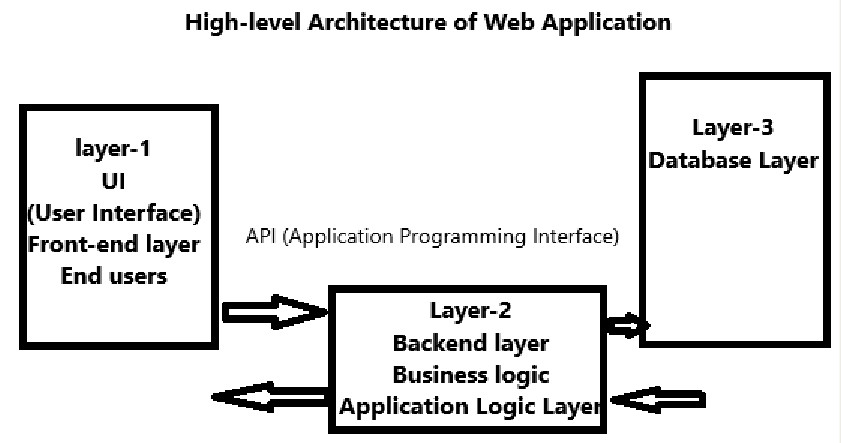 High-level Architecture of Web Application
layer-1
UI
(User Interface)
Front-end layer
End users
API (Application Programming Interface)
Layer-2
Backend layer
Business logic
Application Logic Layer
Layer-3
Database Layer